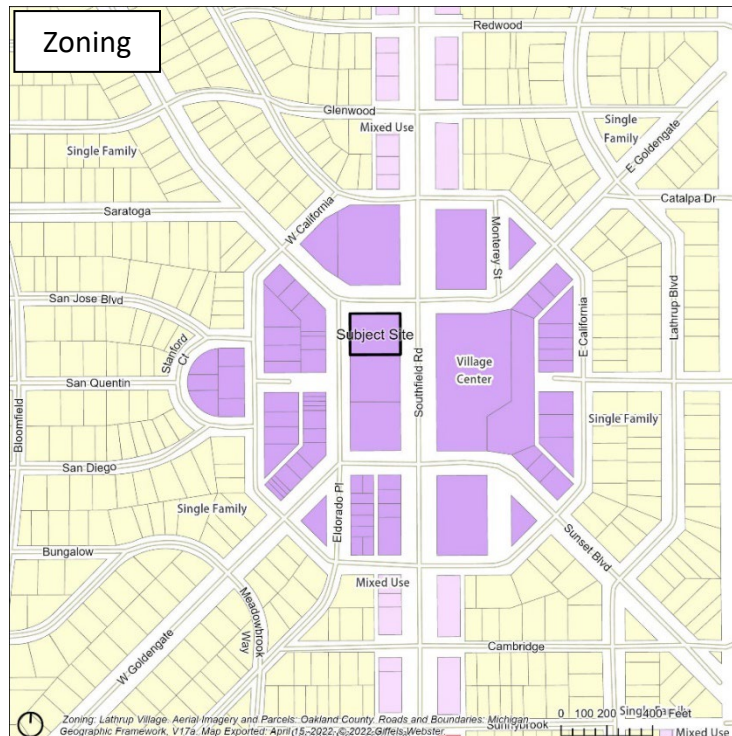 Zoning
Redwood
Glenwood
Mixed Use
Single
Family
Single Family
E Goldengate
Catalpa Dr
Saratoga
W California
Monterey St
San Jose Blvd
Stanford
Ct
Subject Site
Southfield Rd
Village
Center
E California
Lathrup Blvd
San Quentin
Bloomfield
Single Family
San Diego
Single Family
Eldorado Pl
Sunset Blvd
Bungalow
Mixed Use
Meadowbrook
Way
W Goldengate
Cambridge
0 100 200 400 Feet
Single Family
Sunnybrook
Mixed Use
Zoning: Lathrup Village. Aerial Imagery and Parcels: Oakland County. Roads and Boundaries: Michigan
Geographic Framework, V17a. Map Exported: April 15, 2022. © 2022 Giffels Webster.